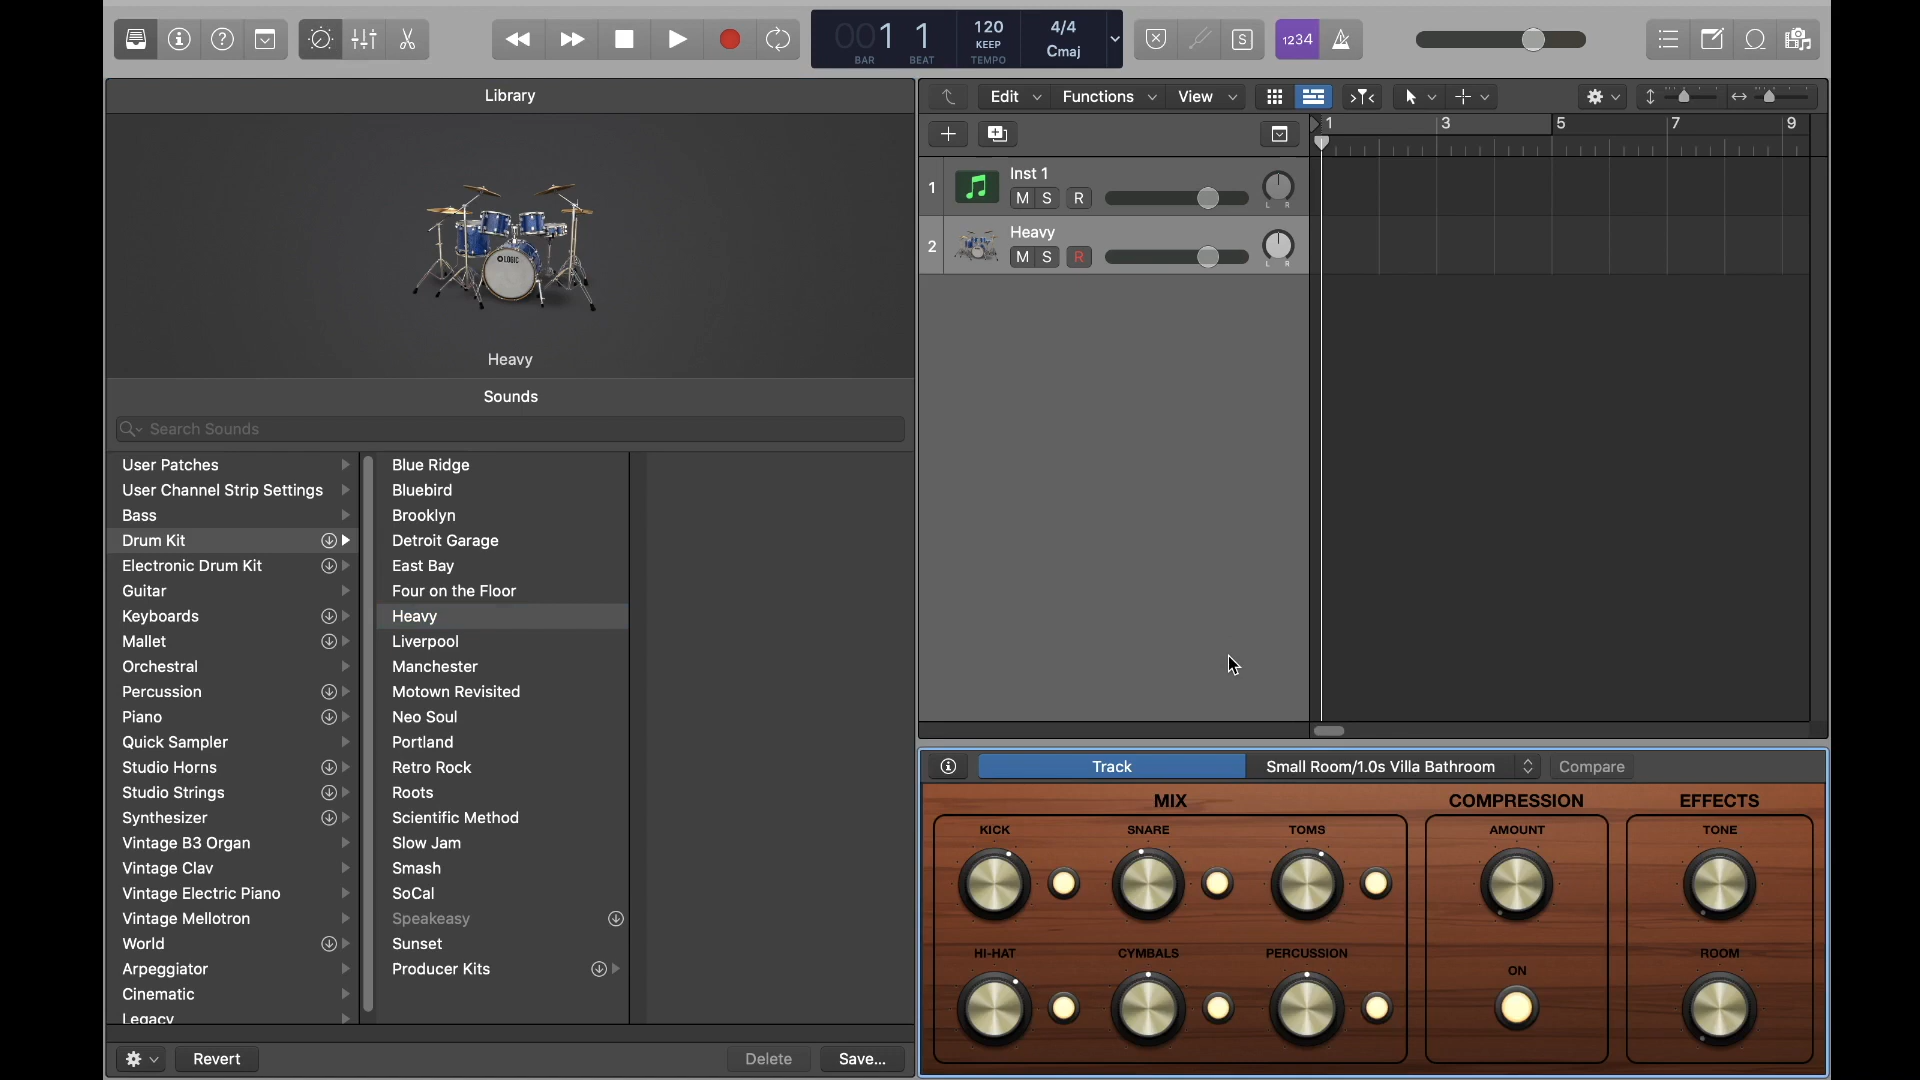 001 1
BAR BEAT
120
KEEP
TEMPO
4/4
Cmaj
S
1234
Library
LOGIC
Heavy
Sounds
Search Sounds
User Patches
User Channel Strip Settings
Bass
Drum Kit
Electronic Drum Kit
Guitar
Keyboards
Mallet
Orchestral
Percussion
Piano
Quick Sampler
Studio Horns
Studio Strings
Synthesizer
Vintage B3 Organ
Vintage Clav
Vintage Electric Piano
Vintage Mellotron
World
Arpeggiator
Cinematic
Legacy
Blue Ridge
Bluebird
Brooklyn
Detroit Garage
East Bay
Four on the Floor
Heavy
Liverpool
Manchester
Motown Revisited
Neo Soul
Portland
Retro Rock
Roots
Scientific Method
Slow Jam
Smash
SoCal
Speakeasy
Sunset
Producer Kits
Revert
Delete
Save...
Edit Functions View
1 3 5 7 9
1 Inst 1
M S R L R
2 Heavy
M S R L R
Track Small Room/1.0s Villa Bathroom Compare
MIX COMPRESSION EFFECTS
KICK SNARE TOMS AMOUNT TONE
HI-HAT CYMBALS PERCUSSION ON ROOM